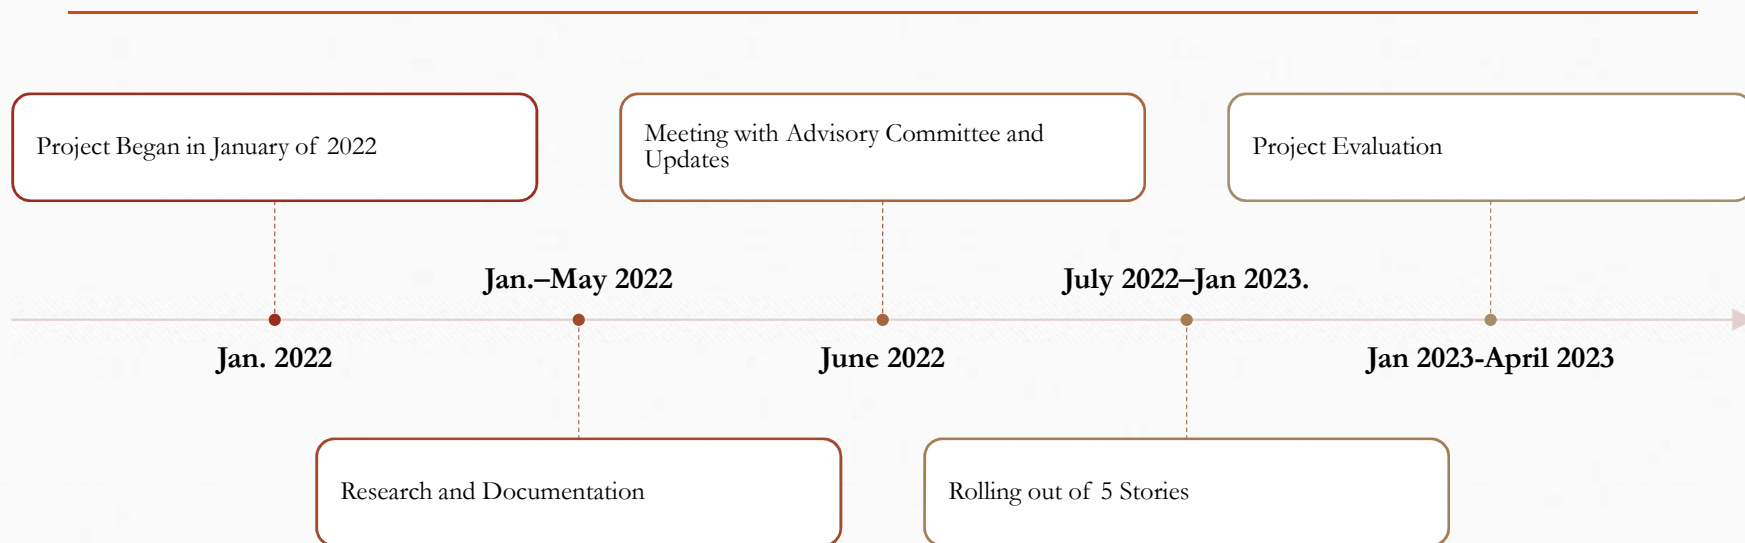 Project Began in January of 2022
Meeting with Advisory Committee and
Updates
Project Evaluation
Jan.–May 2022
July 2022–Jan 2023.
Jan. 2022
June 2022
Jan 2023-April 2023
Research and Documentation
Rolling out of 5 Stories